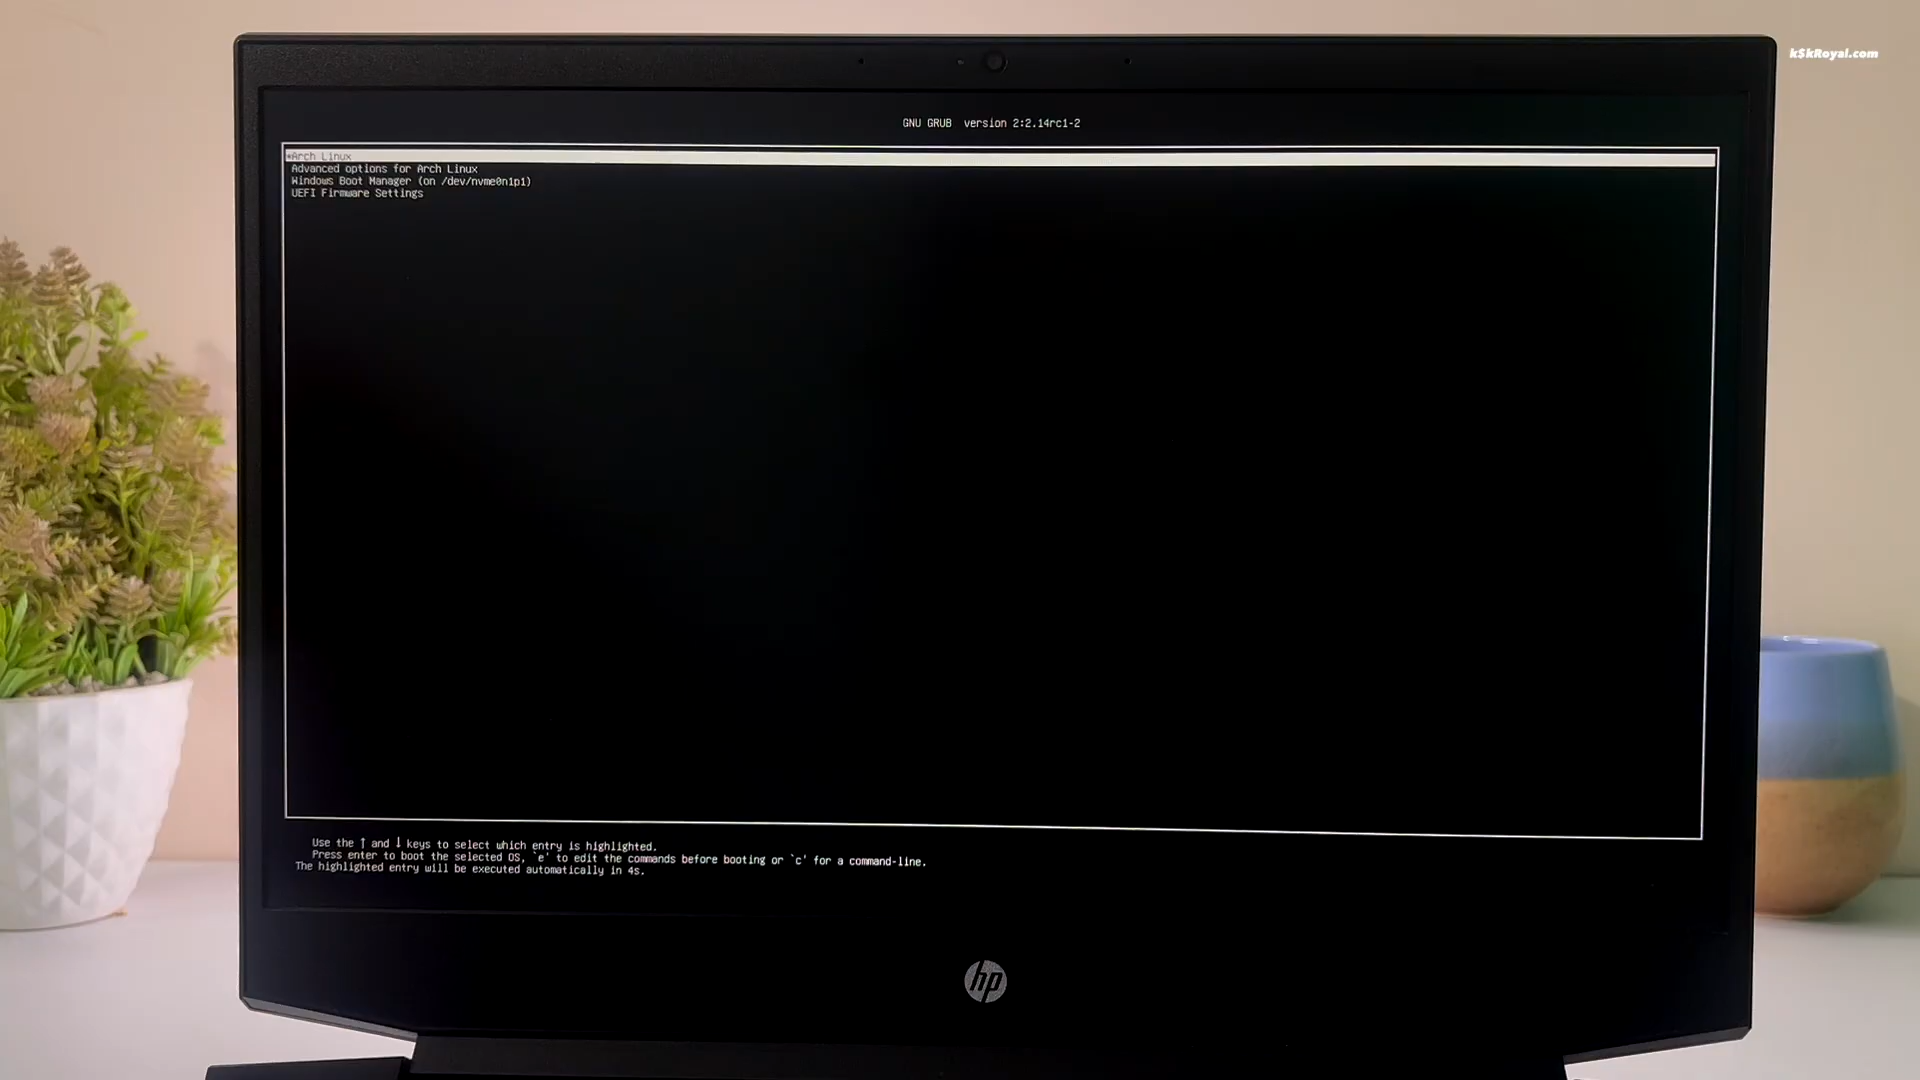 kSkRoyal.com
GNU GRUB version 2:2.14rc1-2
*Arch Linux
Advanced options for Arch Linux
Windows Boot Manager (on /dev/nvme0n1p1)
UEFI Firmware Settings
Use the ↑ and ↓ keys to select which entry is highlighted.
Press enter to boot the selected OS, `e' to edit the commands before booting or `c' for a command-line.
The highlighted entry will be executed automatically in 4s.
hp